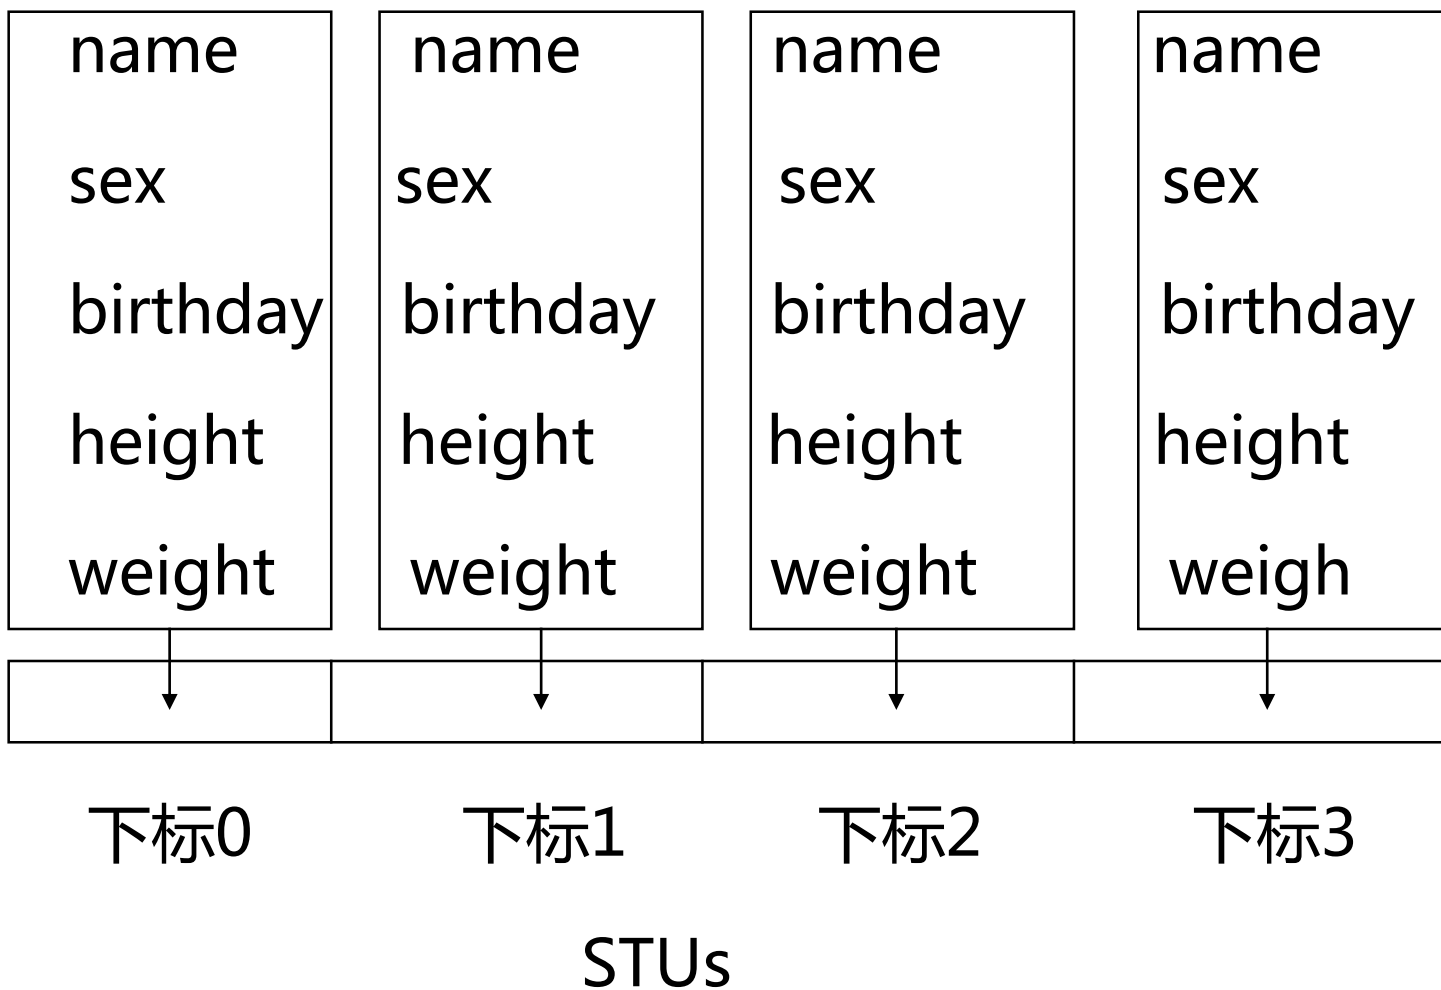 name name name name
sex sex sex sex
birthday birthday birthday birthday
height height height height
weight weight weight weigh
下标0 下标1 下标2 下标3
STUs